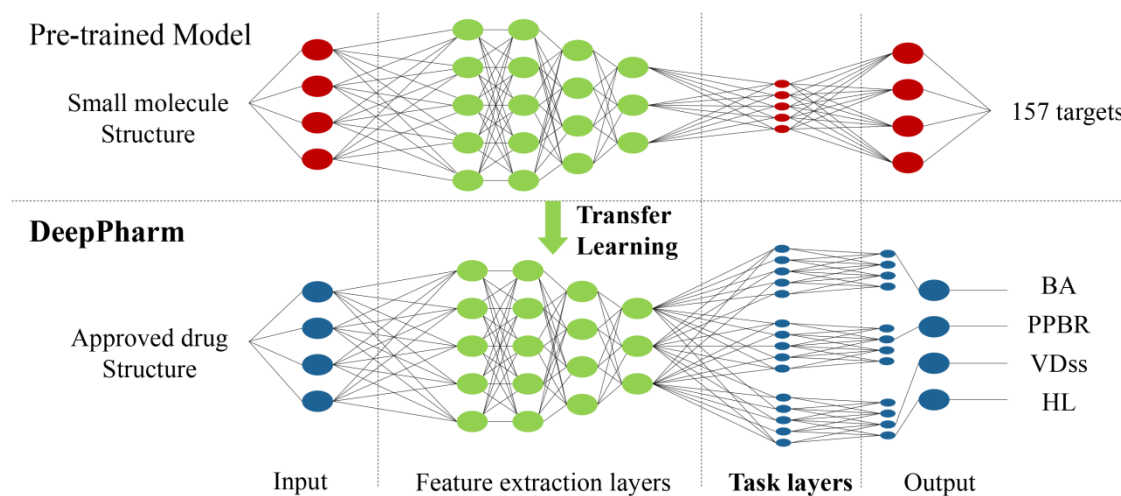 Pre-trained Model
Small molecule
Structure
157 targets
Transfer
Learning
DeepPharm
Approved drug
Structure
BA
PPBR
VDss
HL
Input
Feature extraction layers
Task layers
Output